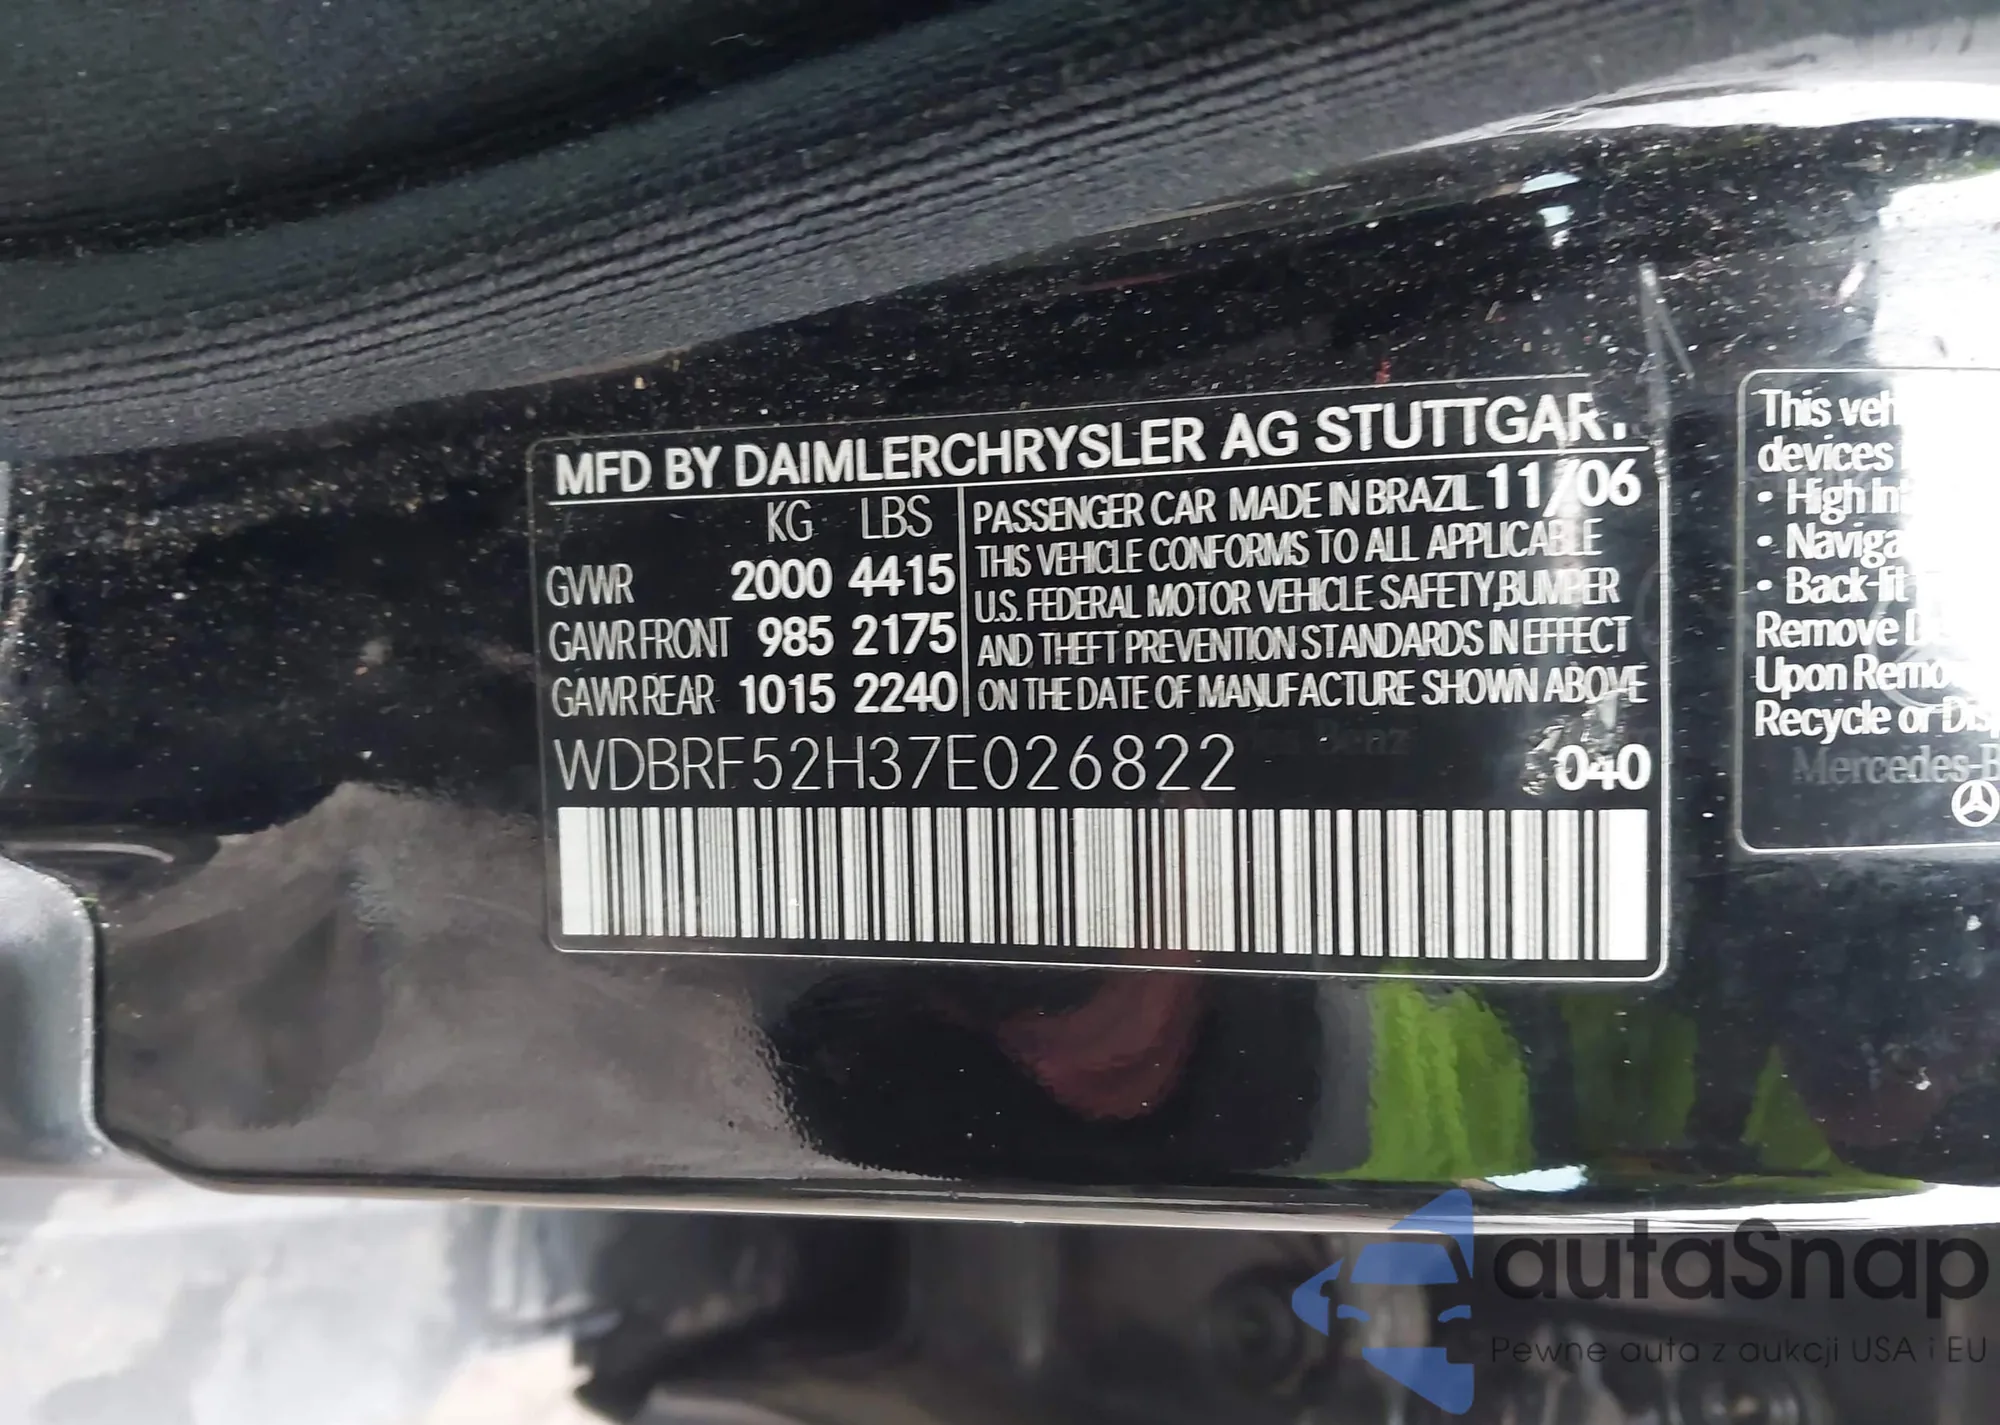 MFD BY DAIMLERCHRYSLER AG STUTTGART
KG LBS
GVWR 2000 4415
GAWR FRONT 985 2175
GAWR REAR 1015 2240
PASSENGER CAR MADE IN BRAZIL 11/06
THIS VEHICLE CONFORMS TO ALL APPLICABLE
U.S. FEDERAL MOTOR VEHICLE SAFETY, BUMPER
AND THEFT PREVENTION STANDARDS IN EFFECT
ON THE DATE OF MANUFACTURE SHOWN ABOVE
WDBRF52H37E026822
040
This veh
devices
• High In
• Naviga
• Back-lit
Remove D
Upon Remo
Recycle or Dis
Mercedes-B
autaSnap
Pewne auta z aukcji USA i EU